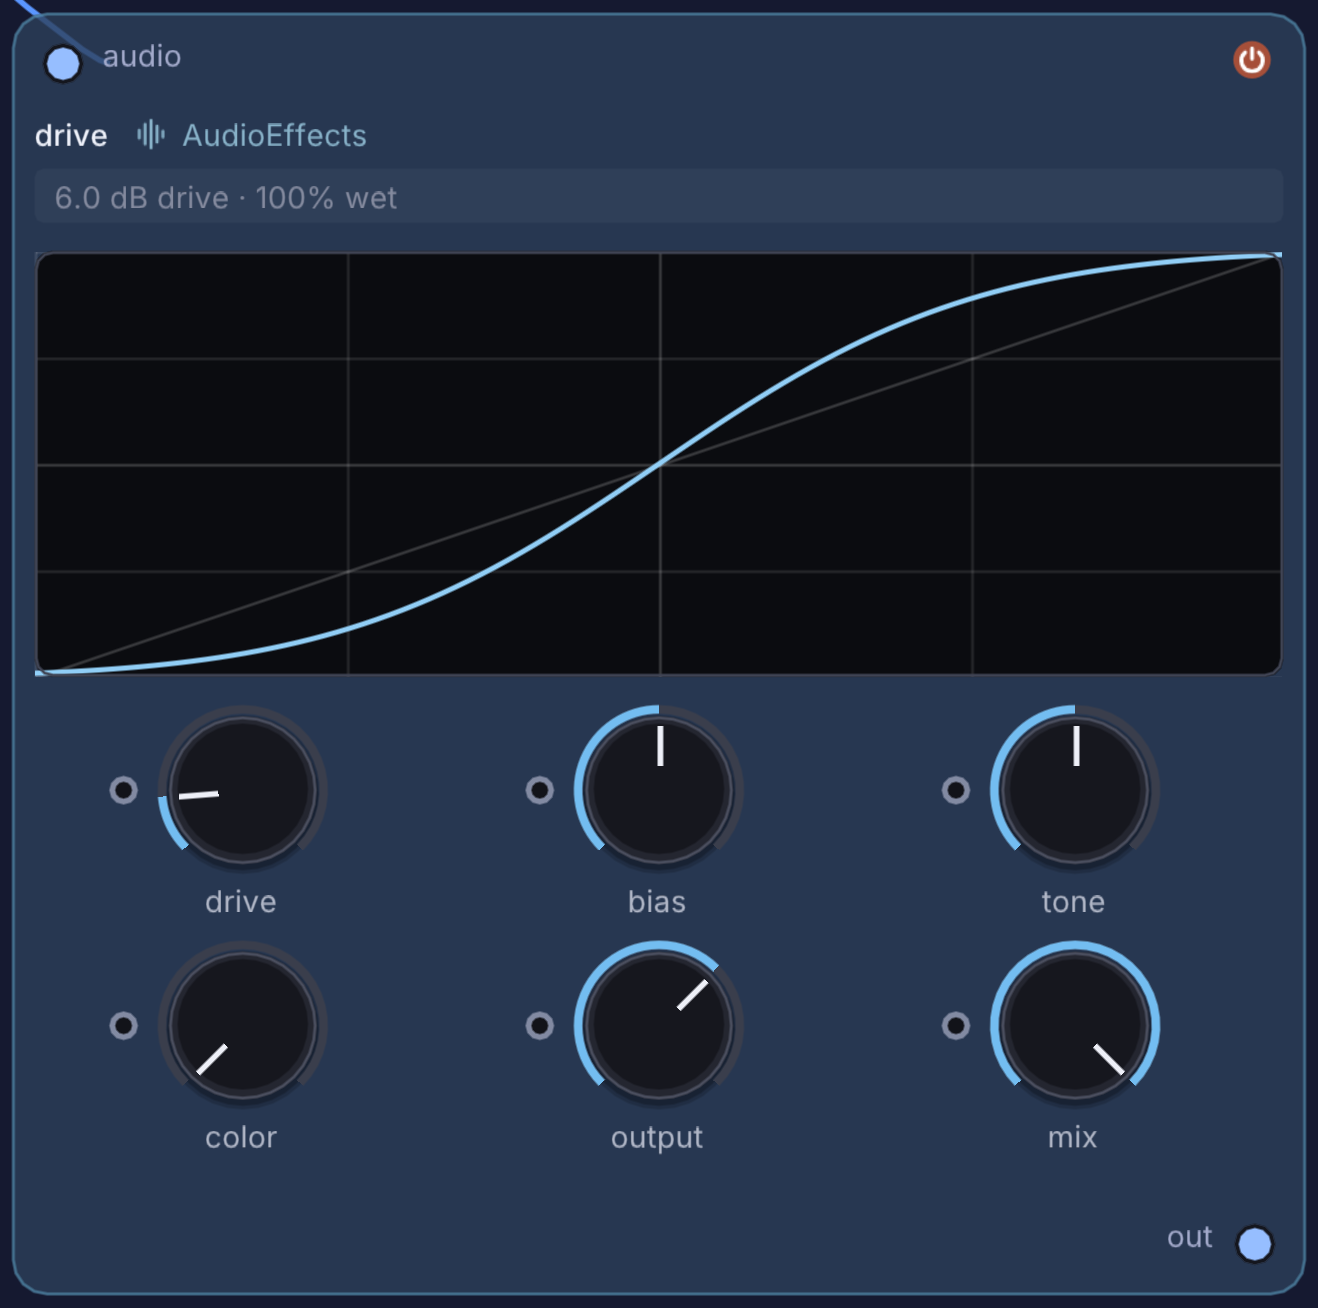 audio
drive AudioEffects
6.0 dB drive · 100% wet
drive bias tone
color output mix
out